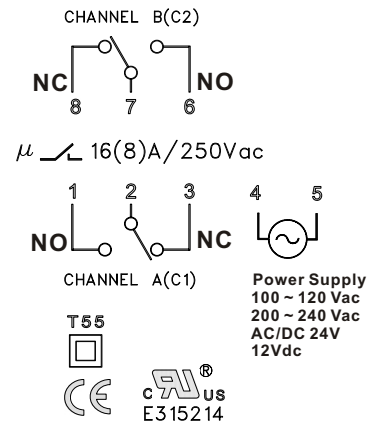 CHANNEL B(C2)
NC NO
8 7 6
μ 16(8)A/250Vac
1 2 3 4 5
NO NC
CHANNEL A(C1)
Power Supply
100 ~ 120 Vac
200 ~ 240 Vac
AC/DC 24V
12Vdc
T55
CE c RU ® US
E315214